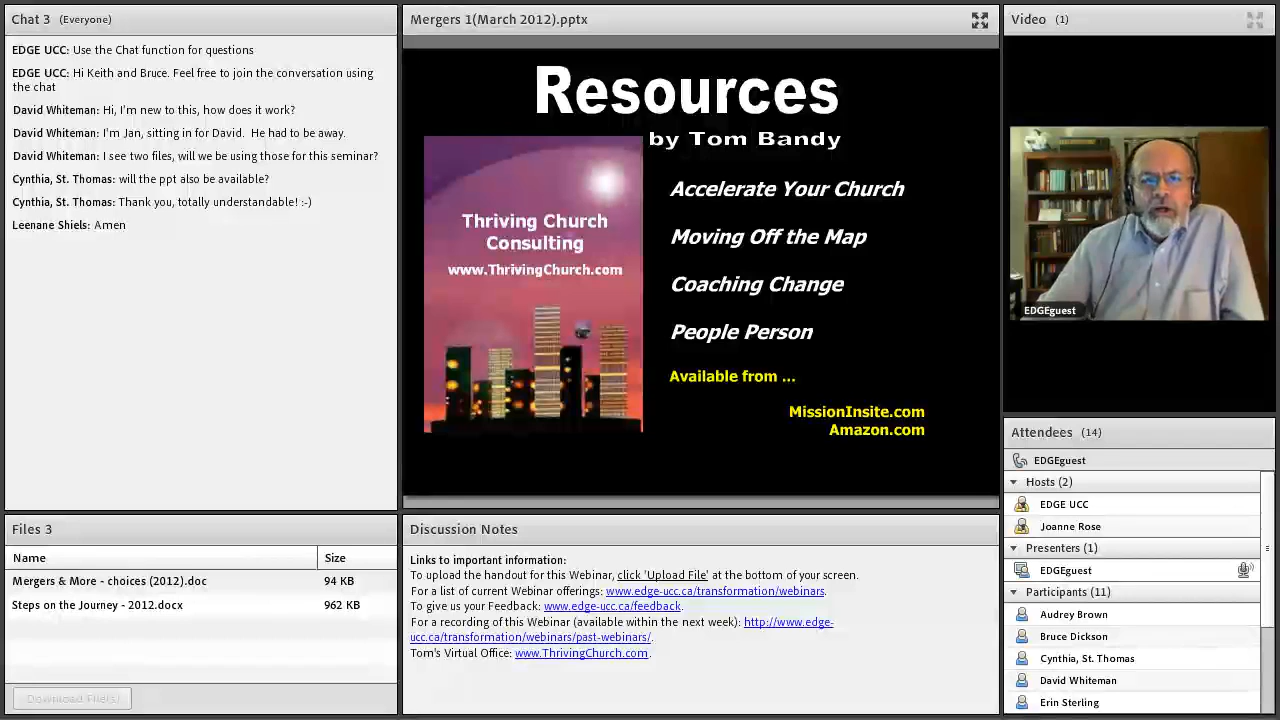 Chat 3 (Everyone)
EDGE UCC: Use the Chat function for questions
EDGE UCC: Hi Keith and Bruce. Feel free to join the conversation using
the chat
David Whiteman: Hi, I'm new to this, how does it work?
David Whiteman: I'm Jan, sitting in for David. He had to be away.
David Whiteman: I see two files, will we be using those for this seminar?
Cynthia, St. Thomas: will the ppt also be available?
Cynthia, St. Thomas: Thank you, totally understandable! :-)
Leenane Shiels: Amen
Files 3
Name Size
Mergers & More - choices (2012).doc 94 KB
Steps on the Journey - 2012.docx 962 KB
Download File(s)
Mergers 1(March 2012).pptx
Resources
by Tom Bandy
Thriving Church
Consulting
www.ThrivingChurch.com
Accelerate Your Church
Moving Off the Map
Coaching Change
People Person
Available from ...
MissionInsite.com
Amazon.com
Discussion Notes
Links to important information:
To upload the handout for this Webinar, click 'Upload File' at the bottom of your screen.
For a list of current Webinar offerings: www.edge-ucc.ca/transformation/webinars.
To give us your Feedback: www.edge-ucc.ca/feedback.
For a recording of this Webinar (available within the next week): http://www.edge-
ucc.ca/transformation/webinars/past-webinars/.
Tom's Virtual Office: www.ThrivingChurch.com.
Video (1)
EDGEguest
Attendees (14)
EDGEguest
Hosts (2)
EDGE UCC
Joanne Rose
Presenters (1)
EDGEguest
Participants (11)
Audrey Brown
Bruce Dickson
Cynthia, St. Thomas
David Whiteman
Erin Sterling